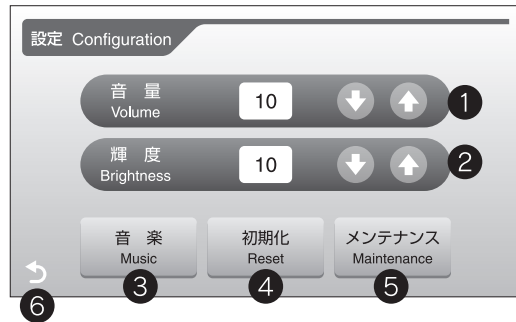 設定 Configuration
音 量
Volume
10
1
輝 度
Brightness
10
2
音 楽
Music
初期化
Reset
メンテナンス
Maintenance
3
4
5
6